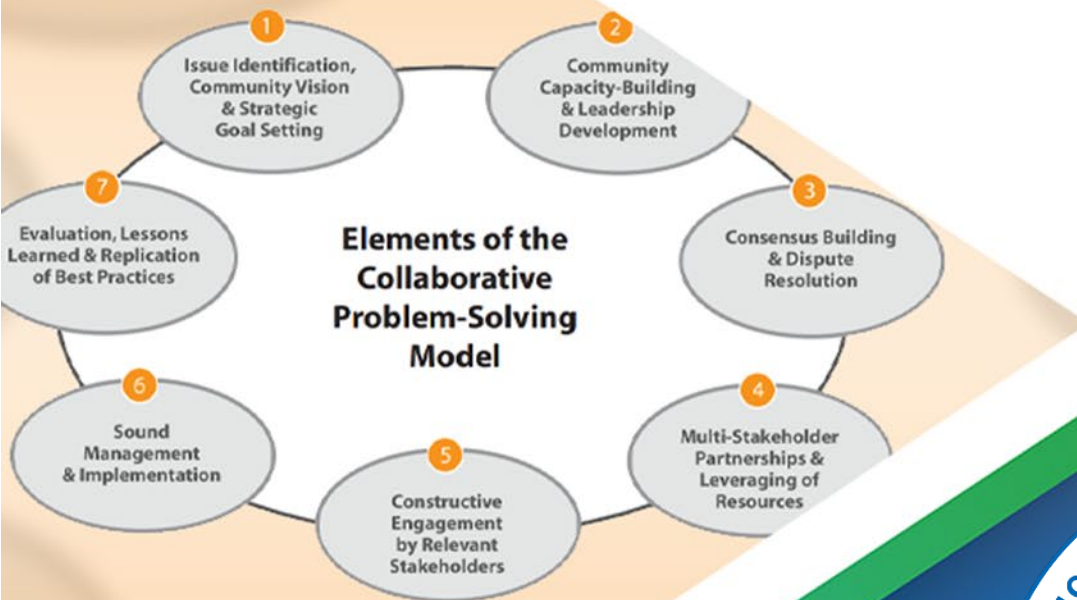 1
Issue Identification,
Community Vision
& Strategic
Goal Setting
2
Community
Capacity-Building
& Leadership
Development
3
Consensus Building
& Dispute
Resolution
4
Multi-Stakeholder
Partnerships &
Leveraging of
Resources
5
Constructive
Engagement
by Relevant
Stakeholders
6
Sound
Management
& Implementation
7
Evaluation, Lessons
Learned & Replication
of Best Practices
Elements of the
Collaborative
Problem-Solving
Model